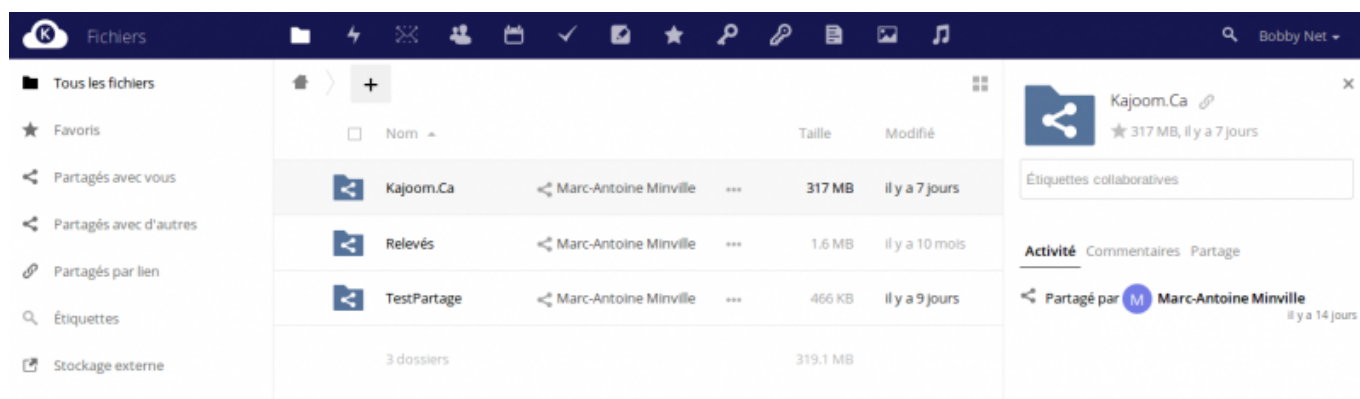 K Fichiers Bobby Net
Tous les fichiers
Favoris
Partagés avec vous
Partagés avec d'autres
Partagés par lien
Étiquettes
Stockage externe
+
Nom Taille Modifié
Kajoom.Ca Marc-Antoine Minville ... 317 MB il y a 7 jours
Relevés Marc-Antoine Minville ... 1.6 MB il y a 10 mois
TestPartage Marc-Antoine Minville ... 466 KB il y a 9 jours
3 dossiers 319.1 MB
Kajoom.Ca
317 MB, il y a 7 jours
Étiquettes collaboratives
Activité Commentaires Partage
Partagé par M Marc-Antoine Minville
il y a 14 jours